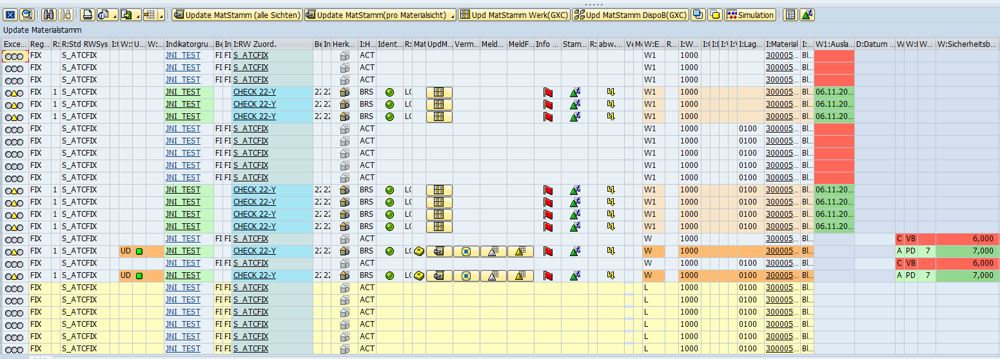 Update MatStamm (alle Sichten) Update MatStamm(pro Materialsicht) Upd MatStamm Werk(GXC) Upd MatStamm DispoB(GXC) Simulation
Update Materialstamm
Exce... Reg... R: R:Std RWSys I:U W:S U... W:... Indikatorgru... Be In I:RW Zuord. Be In Herk... I:H... Ident... R: Mat UpdM... Verm... Meld... MeldF... Info ... Stam... R: abw... Ve Me W:E... R... I:W... I:C I:D I:V I:V I:Lag... I:Material I:... W1:Ausla... D:Datum ... W W:I W... W:Sicherheitsb...
FIX S_ATCFIX JNI_TEST FI FI S_ATCFIX ACT W1 1000 300005... Bl...
FIX S_ATCFIX JNI_TEST FI FI S_ATCFIX ACT W1 1000 300005... Bl...
FIX S_ATCFIX JNI_TEST FI FI S_ATCFIX ACT W1 1000 300005... Bl...
FIX 1 S_ATCFIX JNI_TEST CHECK 22-Y 22 22 BRS LC W1 1000 300005... Bl... 06.11.20...
FIX 1 S_ATCFIX JNI_TEST CHECK 22-Y 22 22 BRS LC W1 1000 300005... Bl... 06.11.20...
FIX 1 S_ATCFIX JNI_TEST CHECK 22-Y 22 22 BRS LC W1 1000 300005... Bl... 06.11.20...
FIX S_ATCFIX JNI_TEST FI FI S_ATCFIX ACT W1 1000 0100 300005... Bl...
FIX S_ATCFIX JNI_TEST FI FI S_ATCFIX ACT W1 1000 0100 300005... Bl...
FIX S_ATCFIX JNI_TEST FI FI S_ATCFIX ACT W1 1000 0100 300005... Bl...
FIX S_ATCFIX JNI_TEST FI FI S_ATCFIX ACT W1 1000 0100 300005... Bl...
FIX S_ATCFIX JNI_TEST FI FI S_ATCFIX ACT W1 1000 0100 300005... Bl...
FIX 1 S_ATCFIX JNI_TEST CHECK 22-Y 22 22 BRS LC W1 1000 0100 300005... Bl... 06.11.20...
FIX 1 S_ATCFIX JNI_TEST CHECK 22-Y 22 22 BRS LC W1 1000 0100 300005... Bl... 06.11.20...
FIX 1 S_ATCFIX JNI_TEST CHECK 22-Y 22 22 BRS LC W1 1000 0100 300005... Bl... 06.11.20...
FIX 1 S_ATCFIX JNI_TEST CHECK 22-Y 22 22 BRS LC W1 1000 0100 300005... Bl... 06.11.20...
FIX S_ATCFIX JNI_TEST FI FI S_ATCFIX ACT W 1000 300005... Bl... C VB 6,000
FIX 1 S_ATCFIX UD JNI_TEST CHECK 22-Y 22 22 BRS LC W 1000 300005... Bl... A PD 7 7,000
FIX S_ATCFIX JNI_TEST FI FI S_ATCFIX ACT W 1000 0100 300005... Bl... C VB 6,000
FIX 1 S_ATCFIX UD JNI_TEST CHECK 22-Y 22 22 BRS LC W 1000 0100 300005... Bl... A PD 7 7,000
FIX S_ATCFIX JNI_TEST FI FI S_ATCFIX ACT L 1000 0100 300005... Bl...
FIX S_ATCFIX JNI_TEST FI FI S_ATCFIX ACT L 1000 0100 300005... Bl...
FIX S_ATCFIX JNI_TEST FI FI S_ATCFIX ACT L 1000 0100 300005... Bl...
FIX S_ATCFIX JNI_TEST FI FI S_ATCFIX ACT L 1000 0100 300005... Bl...
FIX S_ATCFIX JNI_TEST FI FI S_ATCFIX ACT L 1000 0100 300005... Bl...
FIX S_ATCFIX JNI_TEST FI FI S_ATCFIX ACT L 1000 0100 300005... Bl...